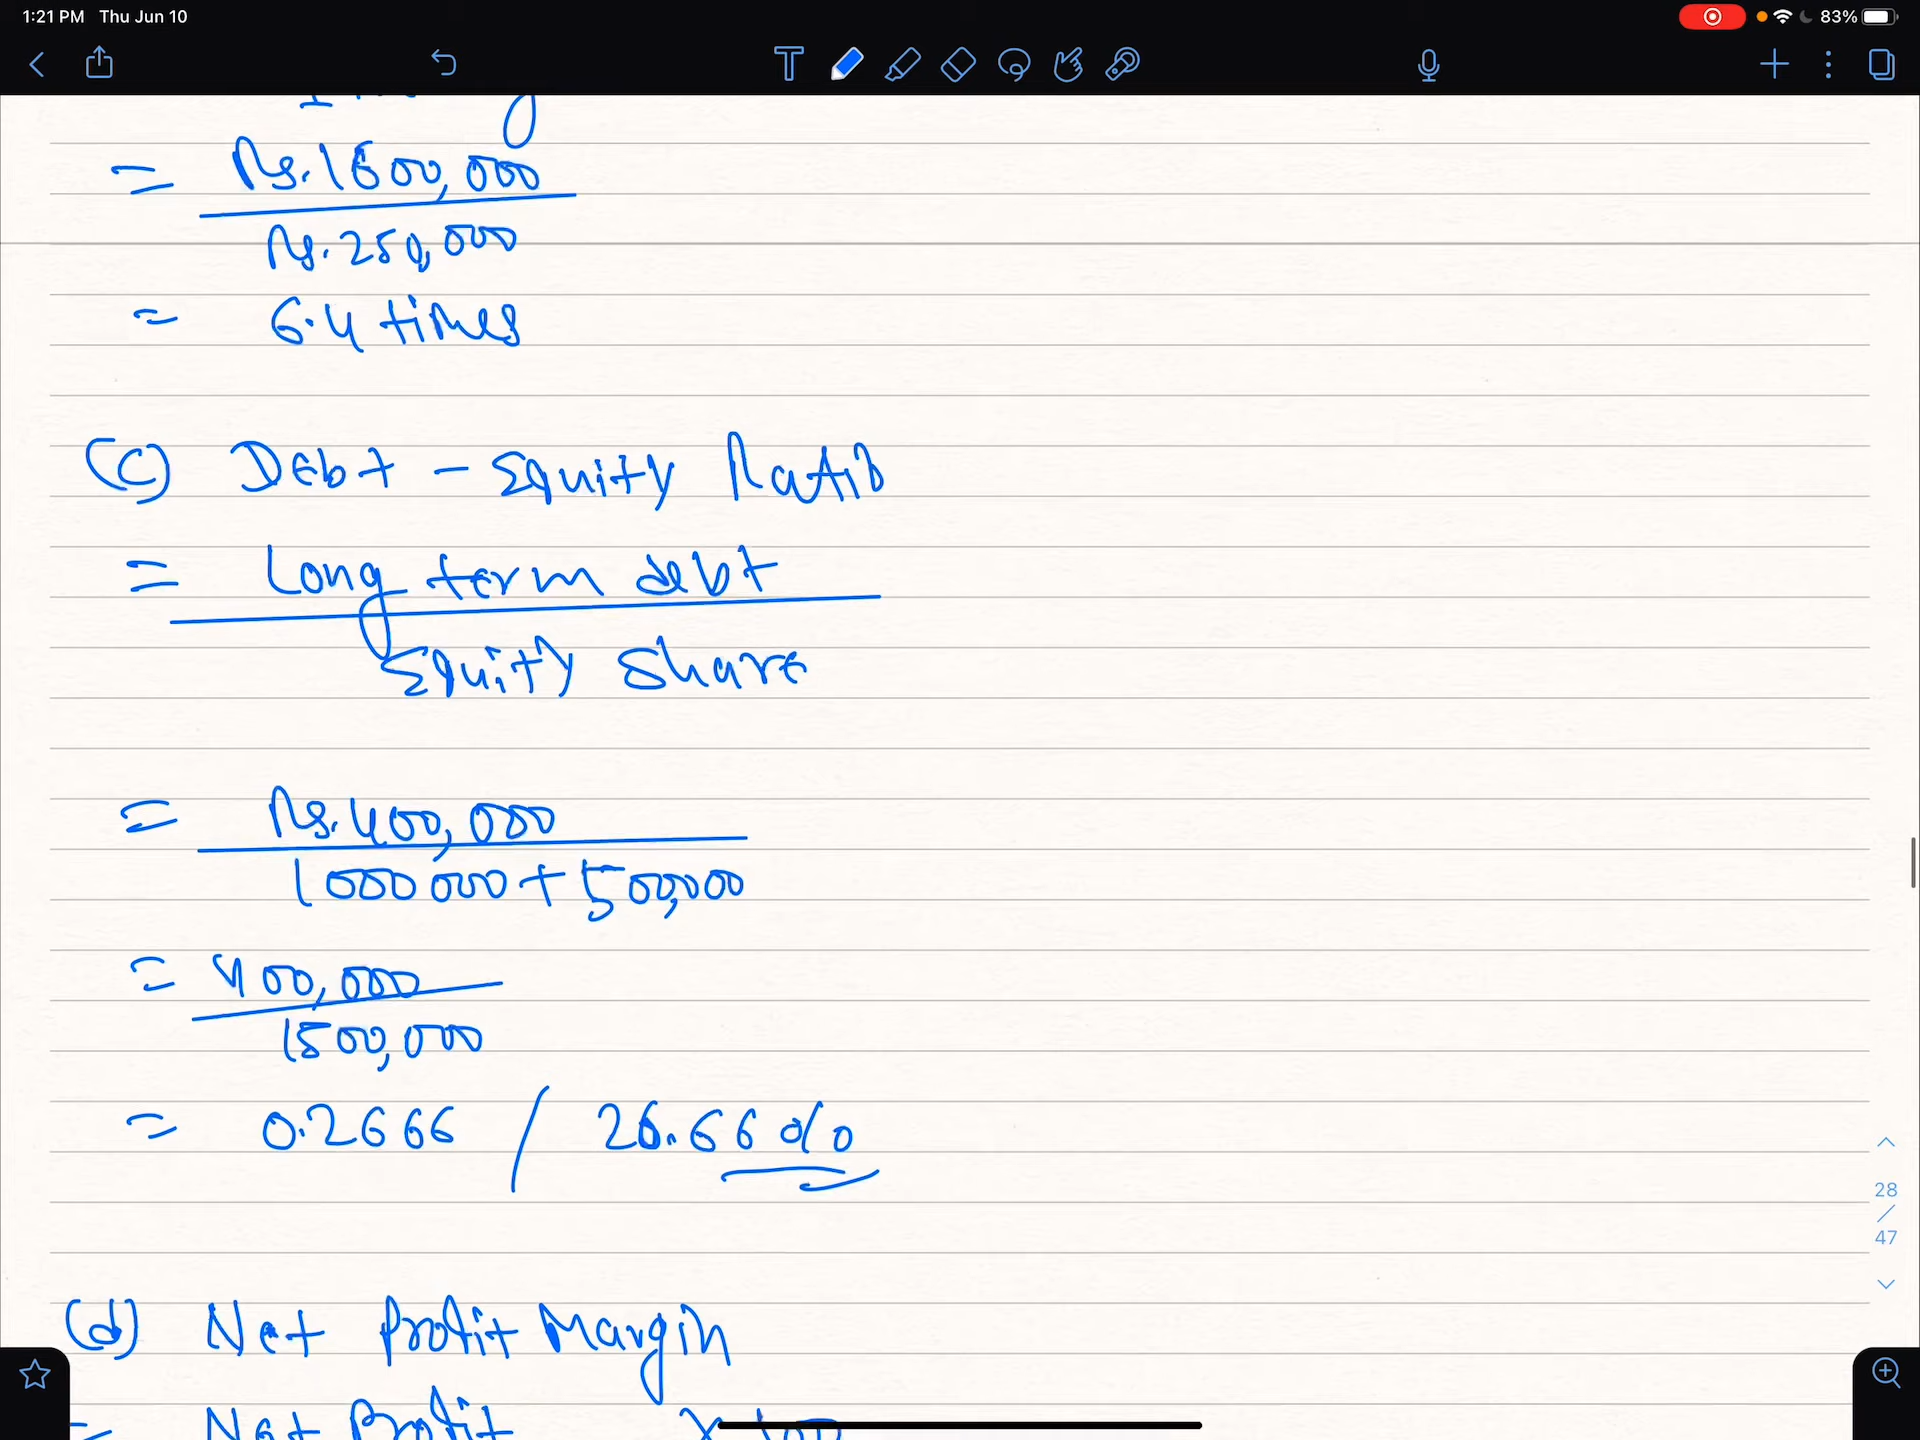 1:21 PM Thu Jun 10
83%
= Rs.1600,000
Rs.250,000
= 6.4 times
(c) Debt - Equity Ratio
= Long term debt
Equity Share
= Rs.400,000
1000000 + 500,000
= 400,000
1500,000
= 0.2666 / 26.66%
28
/
47
(d) Net Profit Margin
= Net Profit x 100